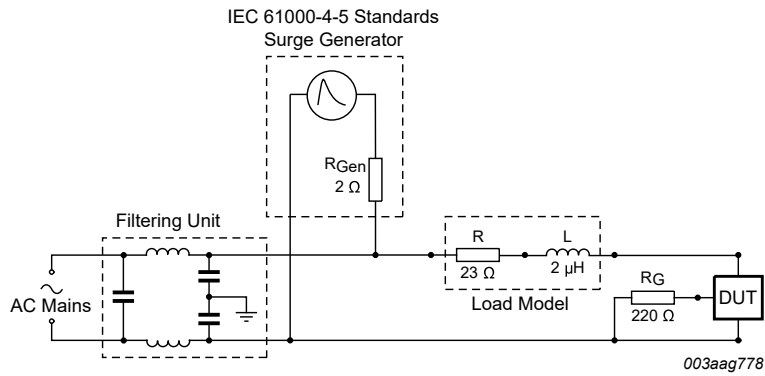 IEC 61000-4-5 Standards
Surge Generator
RGen
2 Ω
Filtering Unit
R
L
23 Ω
2 μH
RG
AC Mains
Load Model
220 Ω
DUT
003aag778